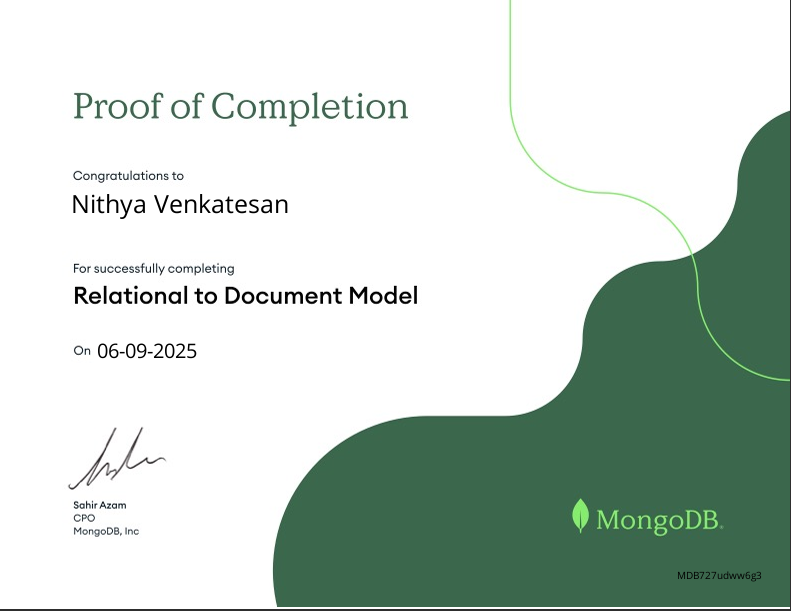 Proof of Completion
Congratulations to
Nithya Venkatesan
For successfully completing
Relational to Document Model
On 06-09-2025
Sahir Azam
CPO
MongoDB, Inc
MongoDB.
MDB727udww6g3